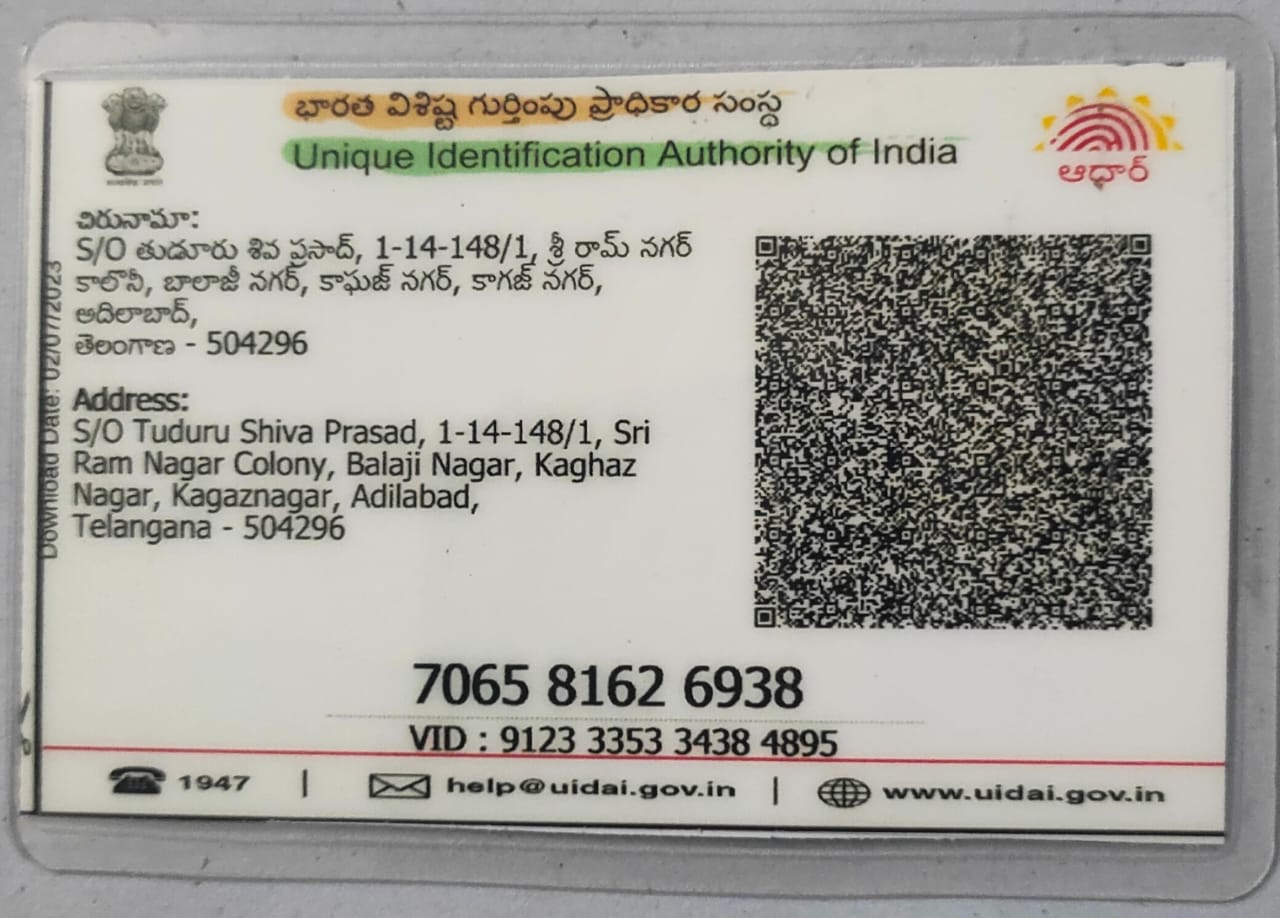 భారత విశిష్ట గుర్తింపు ప్రాధికార సంస్థ
Unique Identification Authority of India
ఆధార్
చిరునామా:
S/O తుడూరు శివ ప్రసాద్, 1-14-148/1, శ్రీ రామ్ నగర్
కాలొనీ, బాలాజీ నగర్, కాఘజ్ నగర్, కాగజ్ నగర్,
అదిలాబాద్,
తెలంగాణ - 504296
Download Date: 02/07/2023
Address:
S/O Tuduru Shiva Prasad, 1-14-148/1, Sri
Ram Nagar Colony, Balaji Nagar, Kaghaz
Nagar, Kagaznagar, Adilabad,
Telangana - 504296
7065 8162 6938
VID : 9123 3353 3438 4895
1947 | help@uidai.gov.in | www.uidai.gov.in